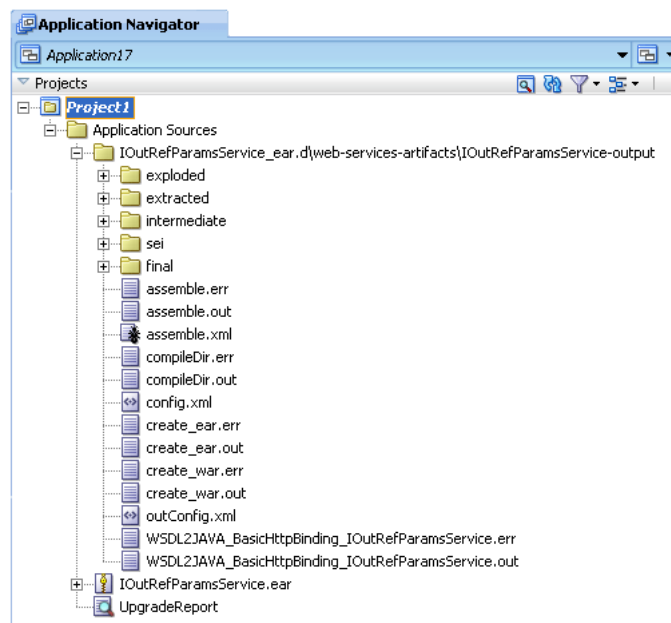 Application Navigator
Application17
Projects
Project1
Application Sources
IOutRefParamsService_ear.d\web-services-artifacts\IOutRefParamsService-output
exploded
extracted
intermediate
sei
final
assemble.err
assemble.out
assemble.xml
compileDir.err
compileDir.out
config.xml
create_ear.err
create_ear.out
create_war.err
create_war.out
outConfig.xml
WSDL2JAVA_BasicHttpBinding_IOutRefParamsService.err
WSDL2JAVA_BasicHttpBinding_IOutRefParamsService.out
IOutRefParamsService.ear
UpgradeReport